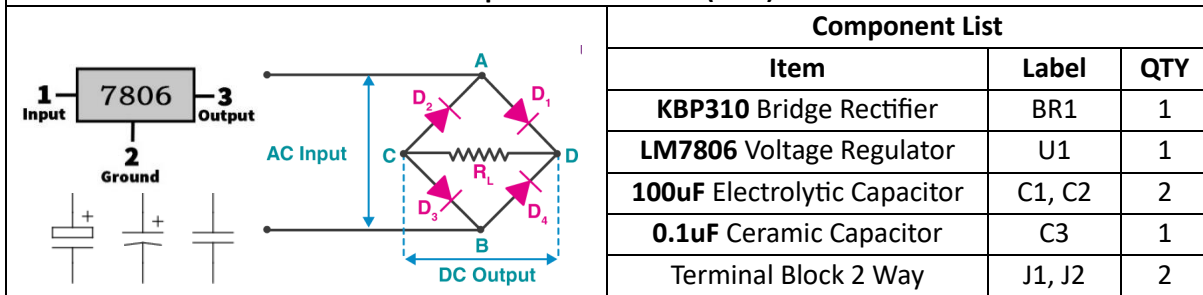 1
Input
7806
3
Output
2
Ground
+
+
AC Input
A
D2
D1
C
D
RL
D3
D4
B
DC Output
Component List
Item Label QTY
KBP310 Bridge Rectifier BR1 1
LM7806 Voltage Regulator U1 1
100uF Electrolytic Capacitor C1, C2 2
0.1uF Ceramic Capacitor C3 1
Terminal Block 2 Way J1, J2 2